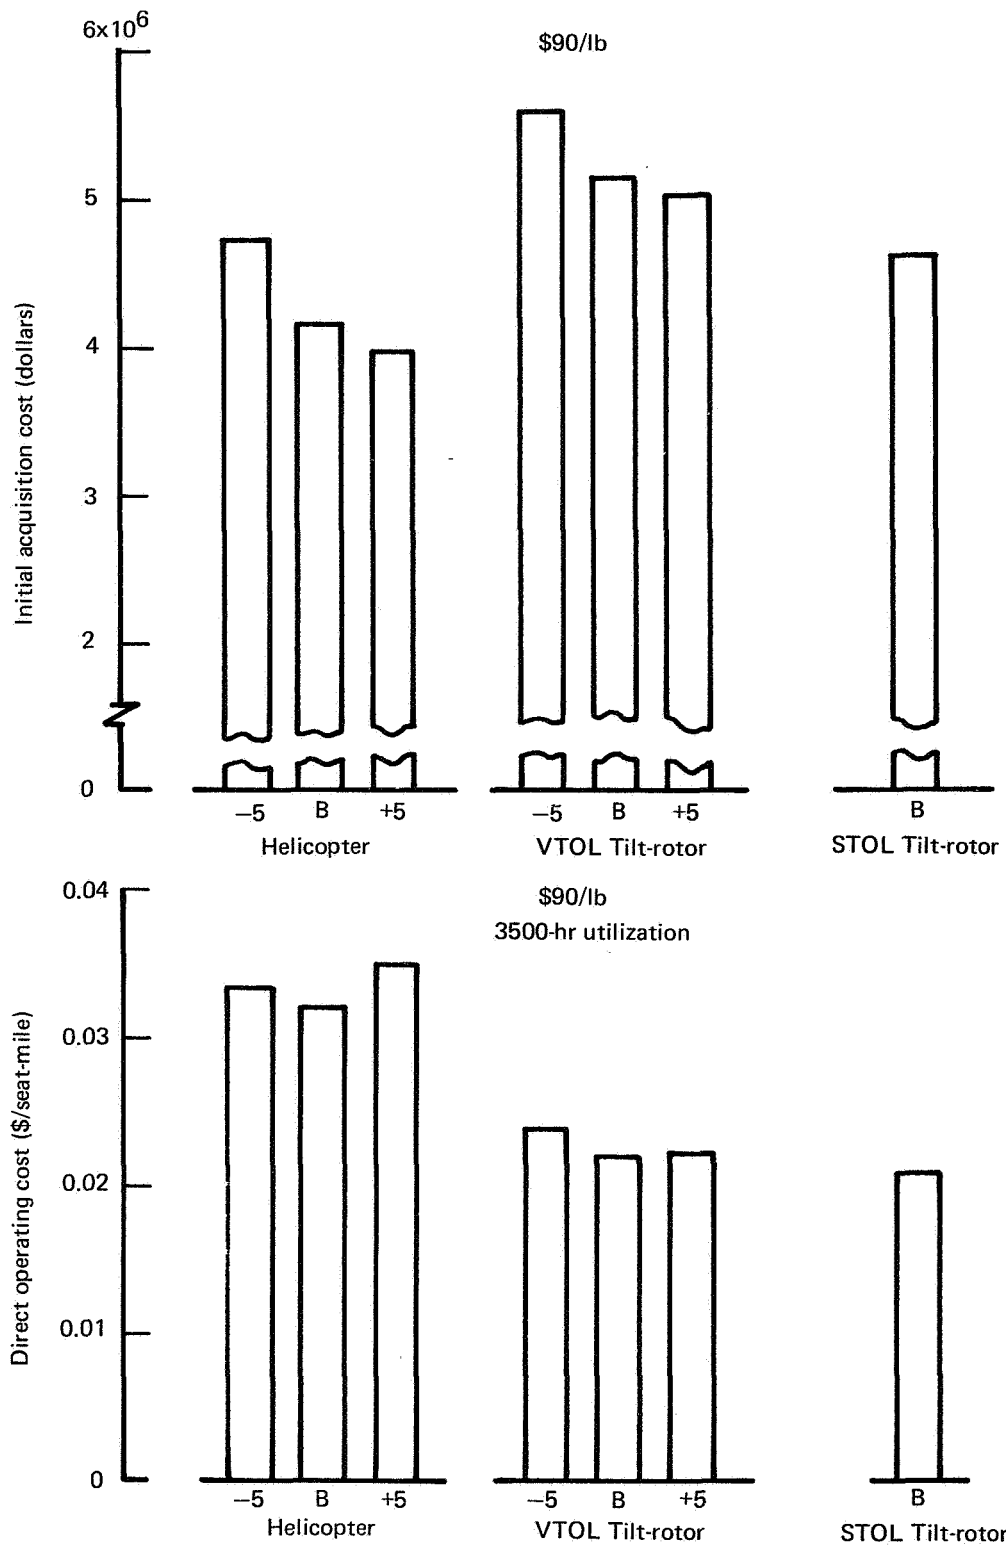 6x10⁶
$90/lb
5
4
3
2
0
Initial acquisition cost (dollars)
−5 B +5 −5 B +5 B
Helicopter VTOL Tilt-rotor STOL Tilt-rotor
0.04
$90/lb
3500-hr utilization
0.03
0.02
0.01
0
Direct operating cost ($/seat-mile)
−5 B +5 −5 B +5 B
Helicopter VTOL Tilt-rotor STOL Tilt-rotor